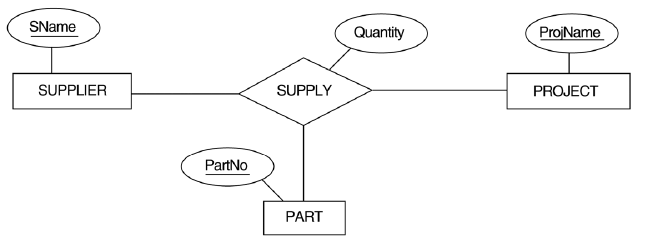 SName
Quantity
ProjName
SUPPLIER
SUPPLY
PROJECT
PartNo
PART